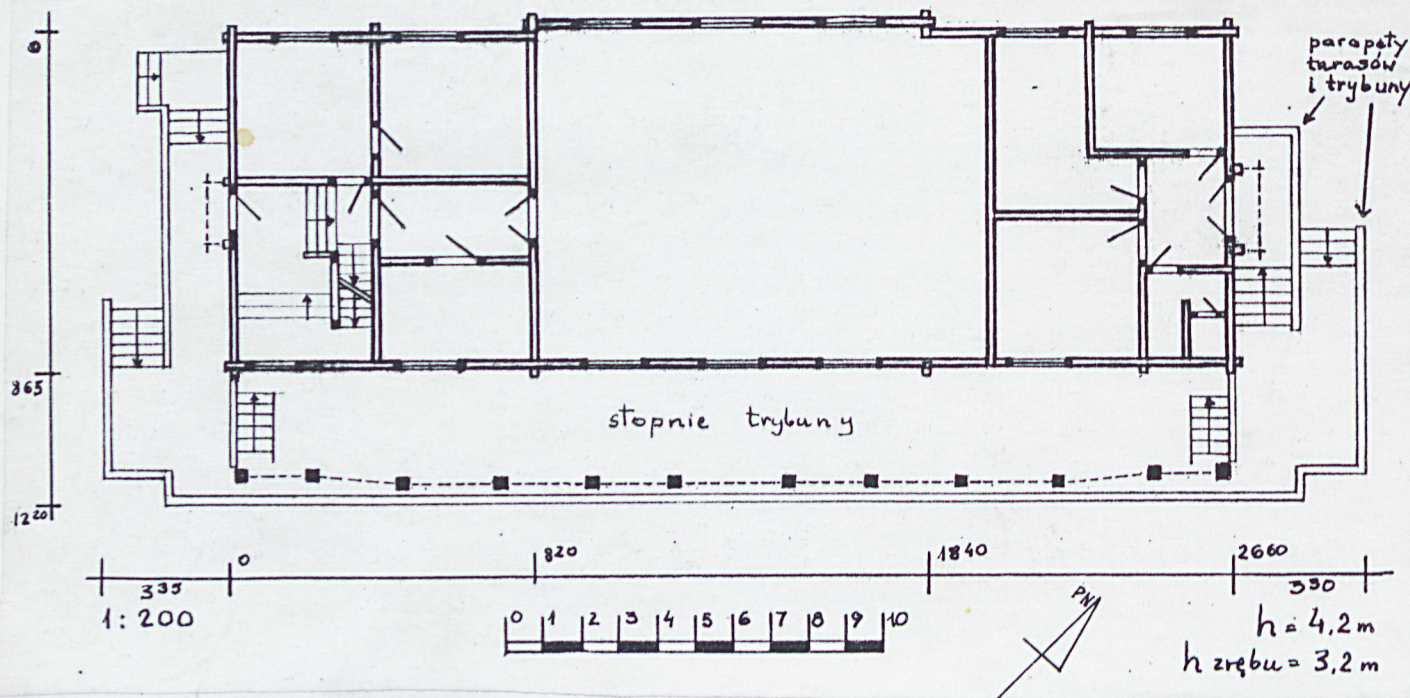 0
parapety
tarasów
i trybuny
865
stopnie trybuny
1220
0 820 1840 2660
335 330
1:200
0 1 2 3 4 5 6 7 8 9 10
PN
h = 4,2 m
h zrębu = 3,2 m